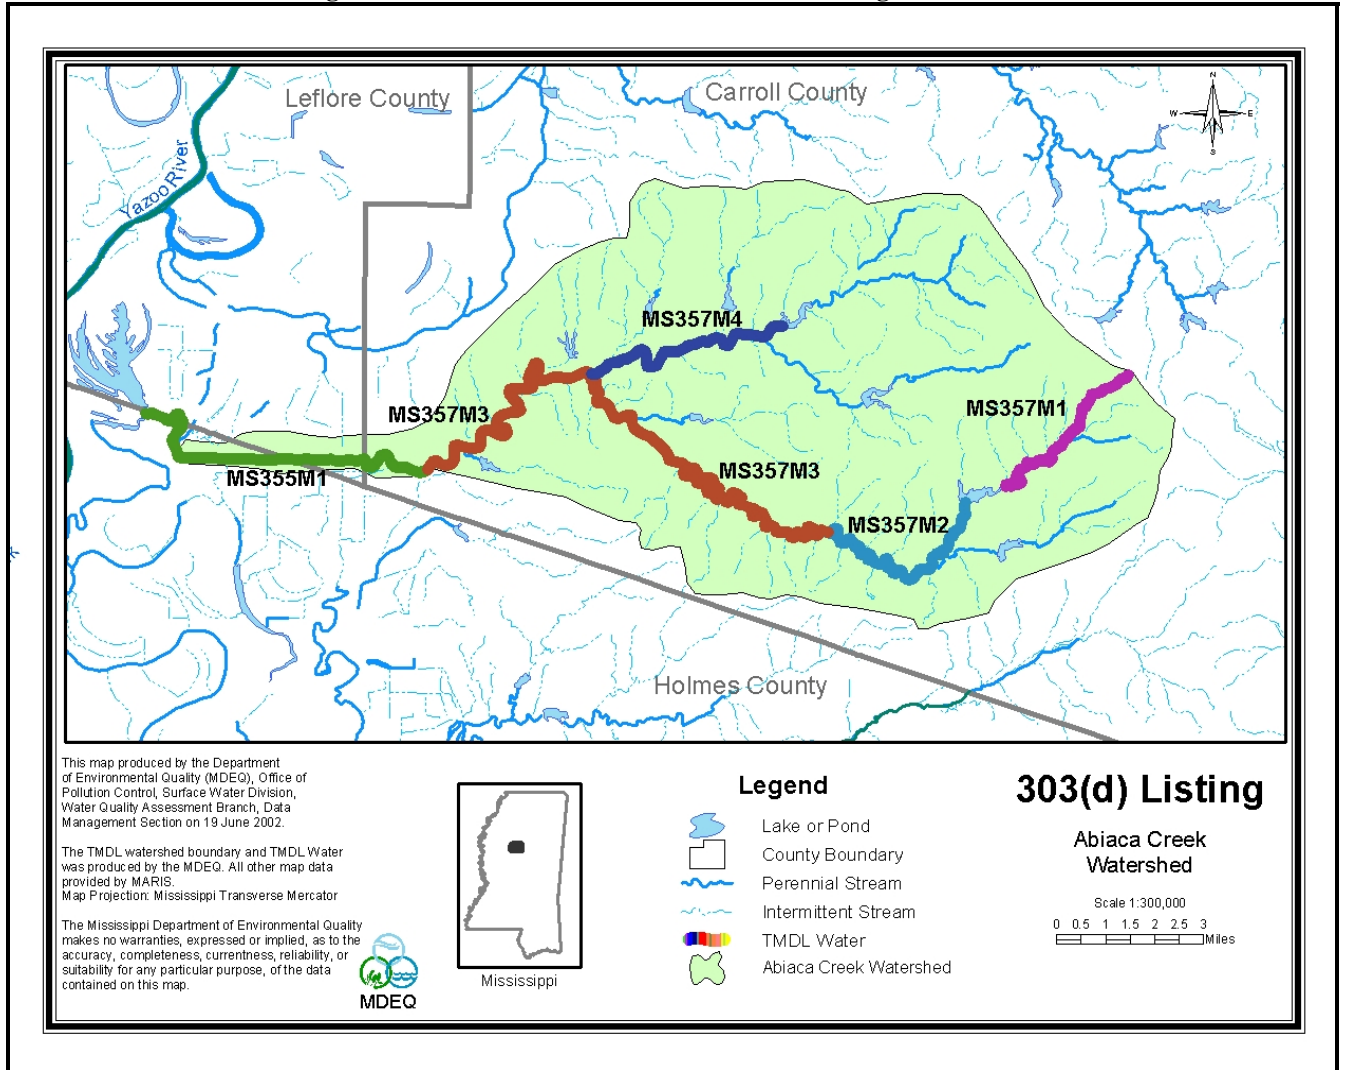 Leflore County
Carroll County
N
W
E
S
Yazoo River
MS357M4
MS357M3
MS357M1
MS357M3
MS355M1
MS357M2
Holmes County
This map produced by the Department
of Environmental Quality (MDEQ), Office of
Pollution Control, Surface Water Division,
Water Quality Assessment Branch, Data
Management Section on 19 June 2002.
The TMDL watershed boundary and TMDL Water
was produced by the MDEQ. All other map data
provided by MARIS.
Map Projection: Mississippi Transverse Mercator
The Mississippi Department of Environmental Quality
makes no warranties, expressed or implied, as to the
accuracy, completeness, currentness, reliability, or
suitability for any particular purpose, of the data
contained on this map.
MDEQ
Mississippi
Legend
Lake or Pond
County Boundary
Perennial Stream
Intermittent Stream
TMDL Water
Abiaca Creek Watershed
303(d) Listing
Abiaca Creek
Watershed
Scale 1:300,000
0 0.5 1 1.5 2 2.5 3
Miles